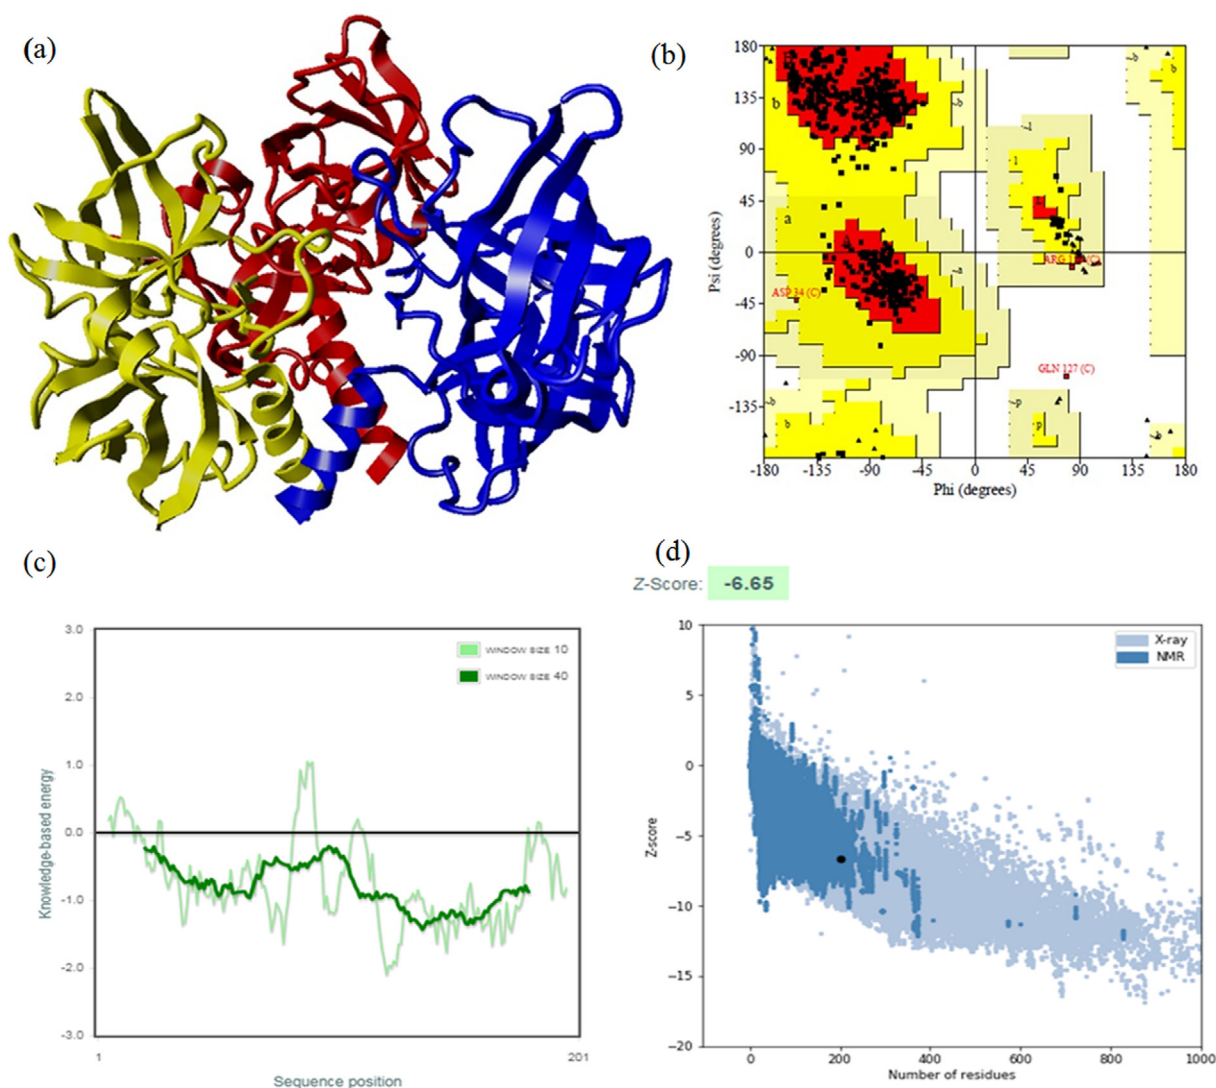 (a)
(b)
180
135
90
45
0
-45
-90
-135
-180
-135
-90
-45
0
45
90
135
180
Psi (degrees)
Phi (degrees)
b
a
~b
~a
~l
l
ASP 34 (C)
GLN 127 (C)
~p
p
b
~b
(c)
3.0
1.0
0.0
-1.0
-2.0
-3.0
WINDOW SIZE 10
WINDOW SIZE 40
Knowledge-based energy
1
201
Sequence position
(d)
Z-Score: -6.65
10
5
0
−5
−10
−15
−20
X-ray
NMR
Z-score
0
200
400
600
800
1000
Number of residues